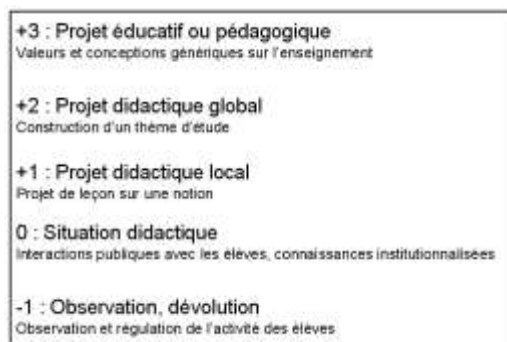 +3 : Projet éducatif ou pédagogique
Valeurs et conceptions génériques sur l'enseignement
+2 : Projet didactique global
Construction d'un thème d'étude
+1 : Projet didactique local
Projet de leçon sur une notion
0 : Situation didactique
Interactions publiques avec les élèves, connaissances institutionnalisées
-1 : Observation, dévolution
Observation et régulation de l'activité des élèves